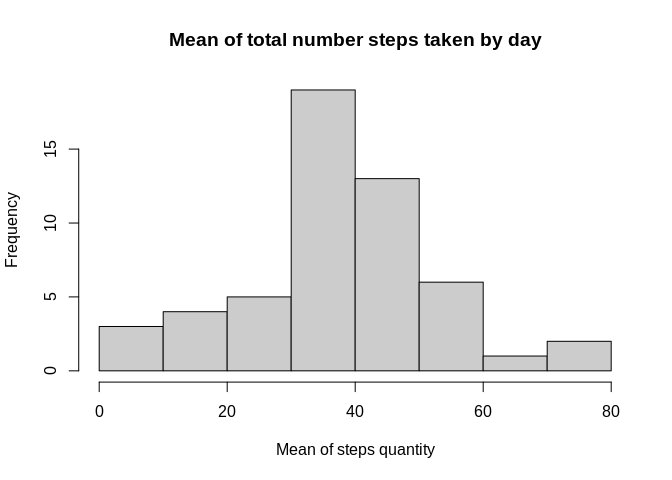 Mean of total number steps taken by day
Frequency
15
10
5
0
0 20 40 60 80
Mean of steps quantity